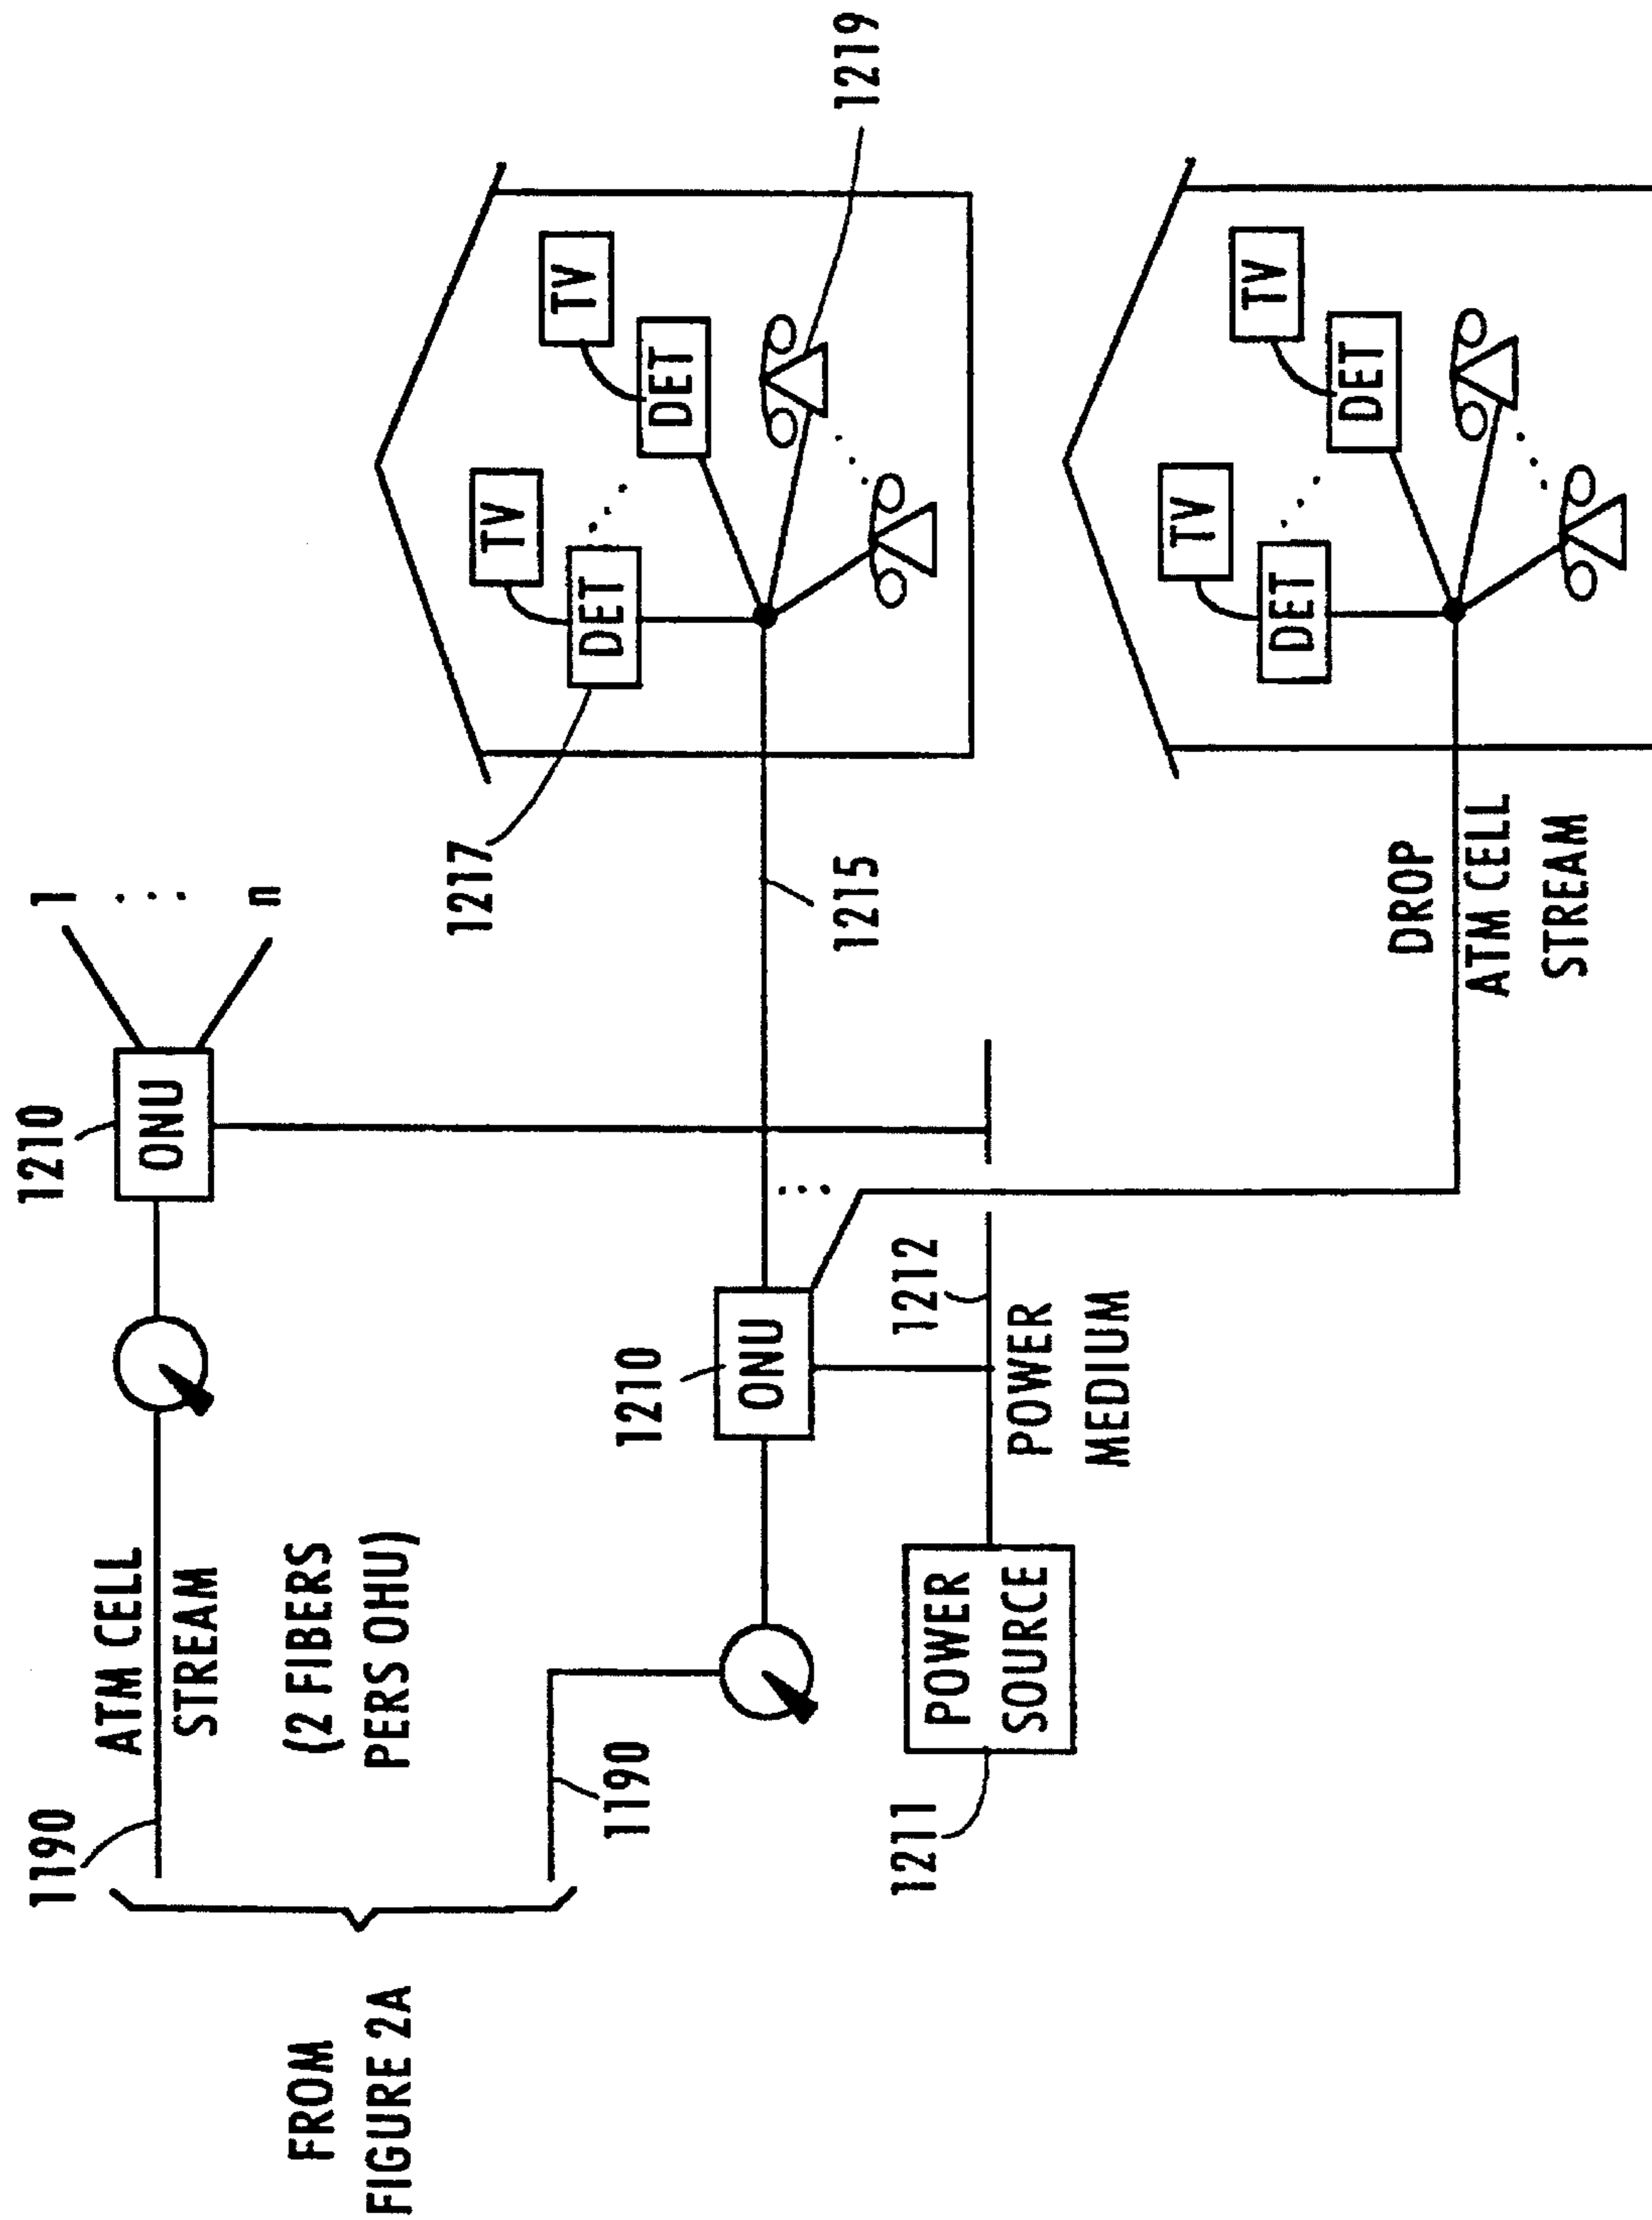 1190
ATM CELL
STREAM
(2 FIBERS
PERS OHU)
FROM
FIGURE 2A
1190
1210
ONU
1
n
1210
ONU
1211
POWER
SOURCE
1212
POWER
MEDIUM
1215
1217
TV
DET
TV
DET
1219
DROP
ATM CELL
STREAM
TV
DET
TV
DET